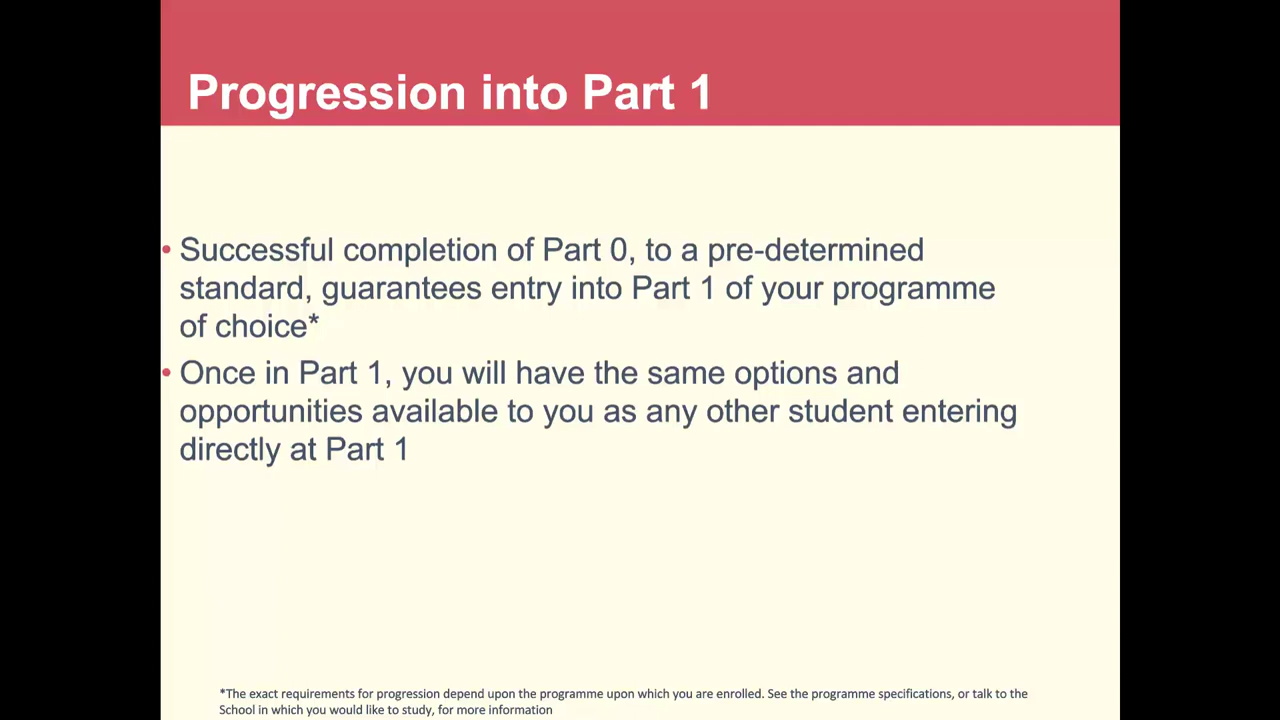 Progression into Part 1
• Successful completion of Part 0, to a pre-determined
standard, guarantees entry into Part 1 of your programme
of choice*
• Once in Part 1, you will have the same options and
opportunities available to you as any other student entering
directly at Part 1
*The exact requirements for progression depend upon the programme upon which you are enrolled. See the programme specifications, or talk to the
School in which you would like to study, for more information